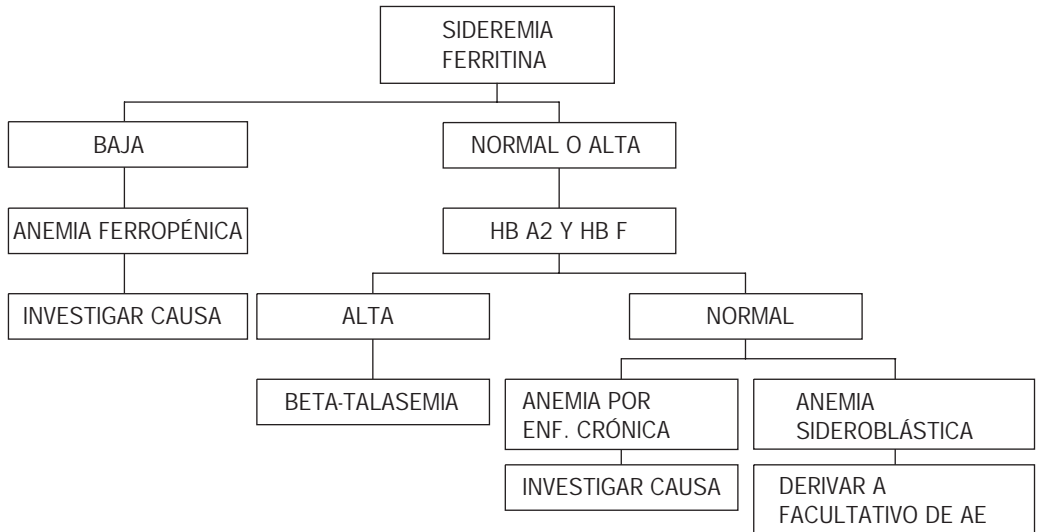 SIDEREMIA
FERRITINA
BAJA
NORMAL O ALTA
ANEMIA FERROPÉNICA
HB A2 Y HB F
INVESTIGAR CAUSA
ALTA
NORMAL
BETA-TALASEMIA
ANEMIA POR
ENF. CRÓNICA
ANEMIA
SIDEROBLÁSTICA
INVESTIGAR CAUSA
DERIVAR A
FACULTATIVO DE AE